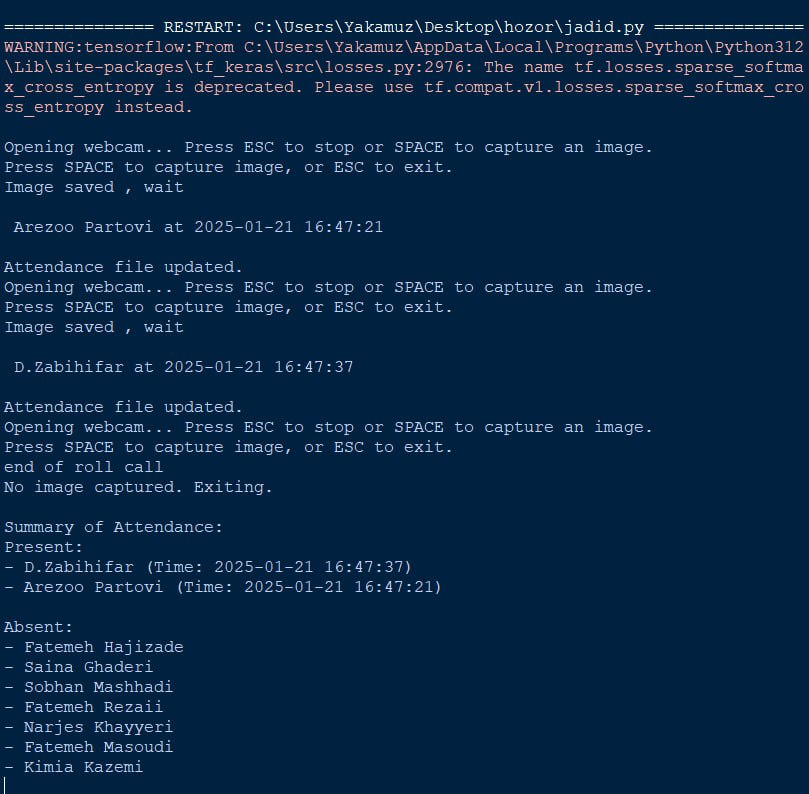 =============== RESTART: C:\Users\Yakamuz\Desktop\hozor\jadid.py ===============
WARNING:tensorflow:From C:\Users\Yakamuz\AppData\Local\Programs\Python\Python312
\Lib\site-packages\tf_keras\src\losses.py:2976: The name tf.losses.sparse_softma
x_cross_entropy is deprecated. Please use tf.compat.v1.losses.sparse_softmax_cro
ss_entropy instead.
Opening webcam... Press ESC to stop or SPACE to capture an image.
Press SPACE to capture image, or ESC to exit.
Image saved , wait
Arezoo Partovi at 2025-01-21 16:47:21
Attendance file updated.
Opening webcam... Press ESC to stop or SPACE to capture an image.
Press SPACE to capture image, or ESC to exit.
Image saved , wait
D.Zabihifar at 2025-01-21 16:47:37
Attendance file updated.
Opening webcam... Press ESC to stop or SPACE to capture an image.
Press SPACE to capture image, or ESC to exit.
end of roll call
No image captured. Exiting.
Summary of Attendance:
Present:
- D.Zabihifar (Time: 2025-01-21 16:47:37)
- Arezoo Partovi (Time: 2025-01-21 16:47:21)
Absent:
- Fatemeh Hajizade
- Saina Ghaderi
- Sobhan Mashhadi
- Fatemeh Rezaii
- Narjes Khayyeri
- Fatemeh Masoudi
- Kimia Kazemi